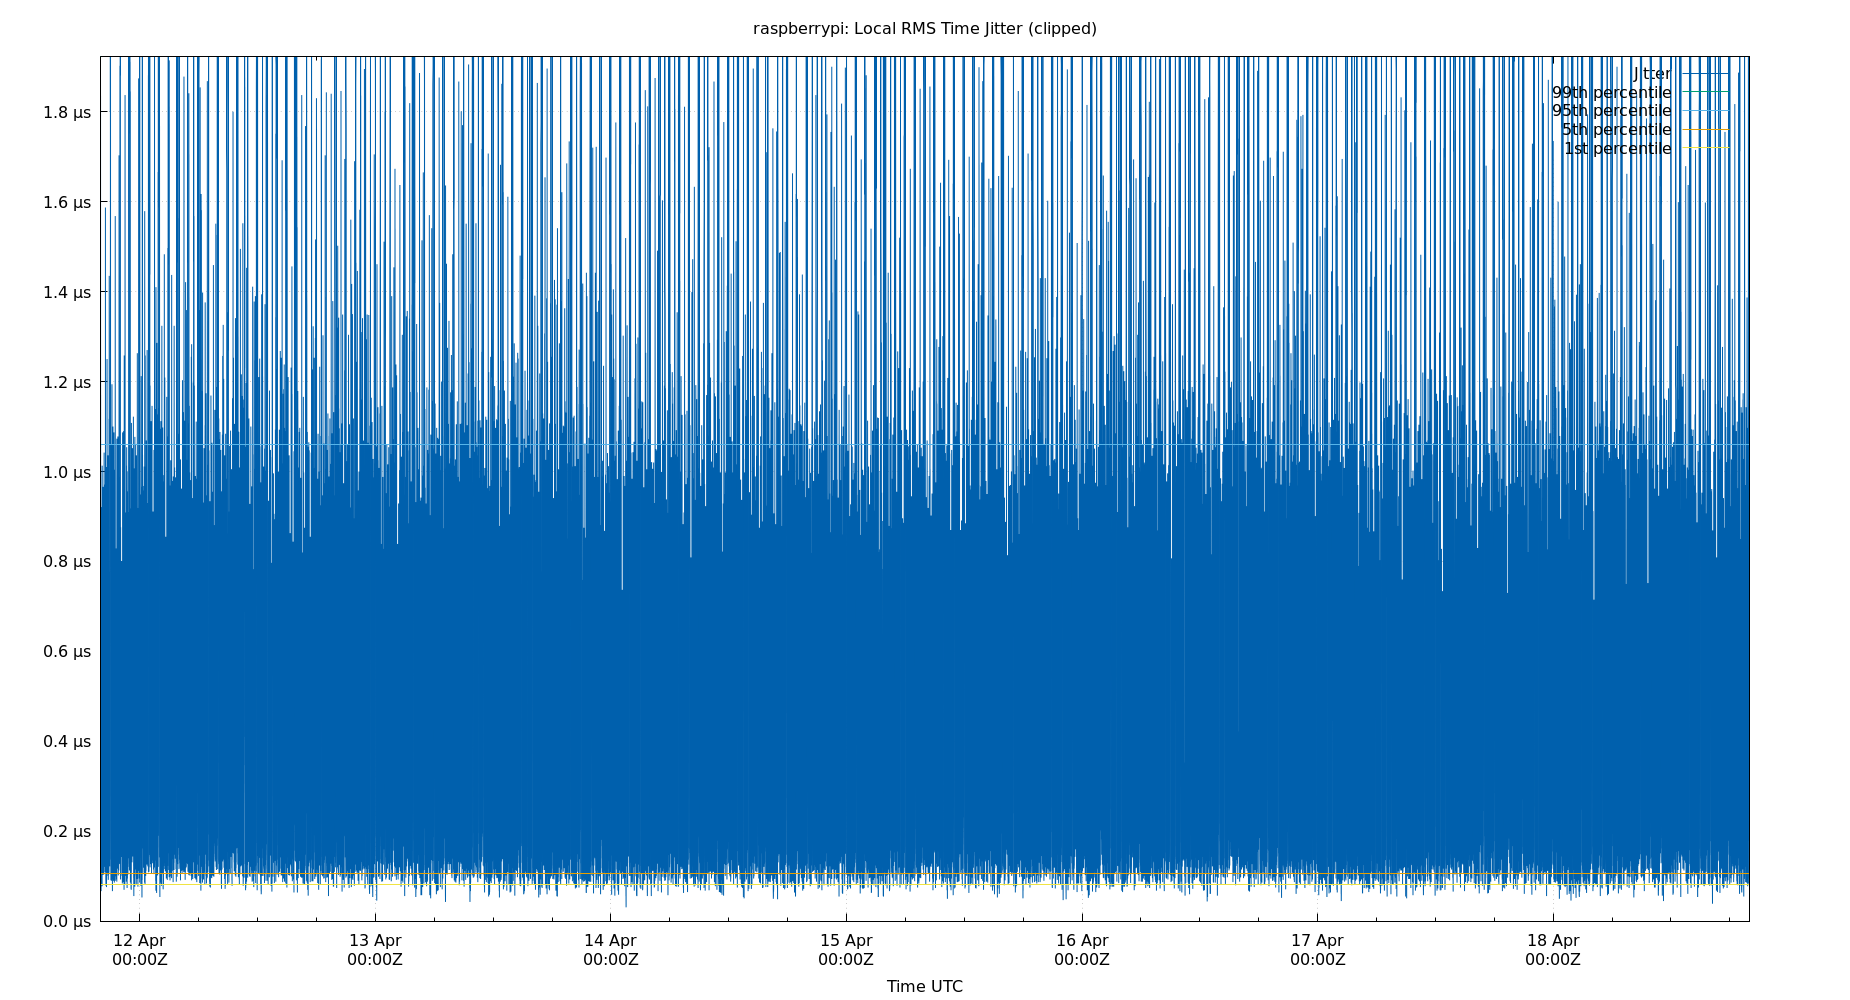 raspberrypi: Local RMS Time Jitter (clipped)
Jitter
99th percentile
95th percentile
5th percentile
1st percentile
1.8 μs
1.6 μs
1.4 μs
1.2 μs
1.0 μs
0.8 μs
0.6 μs
0.4 μs
0.2 μs
0.0 μs
12 Apr 13 Apr 14 Apr 15 Apr 16 Apr 17 Apr 18 Apr
00:00Z 00:00Z 00:00Z 00:00Z 00:00Z 00:00Z 00:00Z
Time UTC